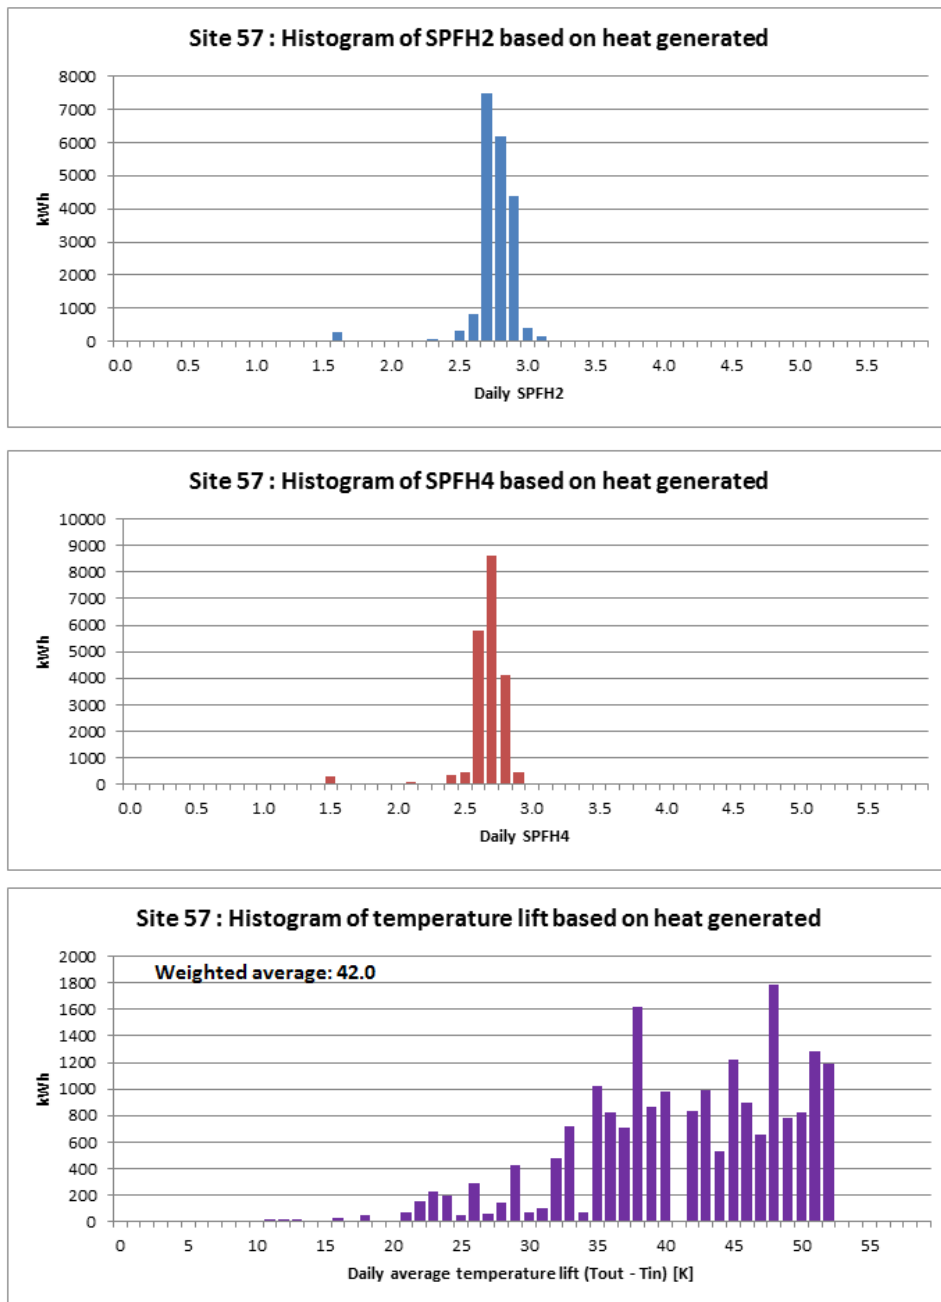 Site 57 : Histogram of SPFH2 based on heat generated
8000
7000
6000
5000
4000
3000
2000
1000
0
kWh
0.0 0.5 1.0 1.5 2.0 2.5 3.0 3.5 4.0 4.5 5.0 5.5
Daily SPFH2
Site 57 : Histogram of SPFH4 based on heat generated
10000
9000
8000
7000
6000
5000
4000
3000
2000
1000
0
kWh
0.0 0.5 1.0 1.5 2.0 2.5 3.0 3.5 4.0 4.5 5.0 5.5
Daily SPFH4
Site 57 : Histogram of temperature lift based on heat generated
Weighted average: 42.0
2000
1800
1600
1400
1200
1000
800
600
400
200
0
kWh
0 5 10 15 20 25 30 35 40 45 50 55
Daily average temperature lift (Tout - Tin) [K]